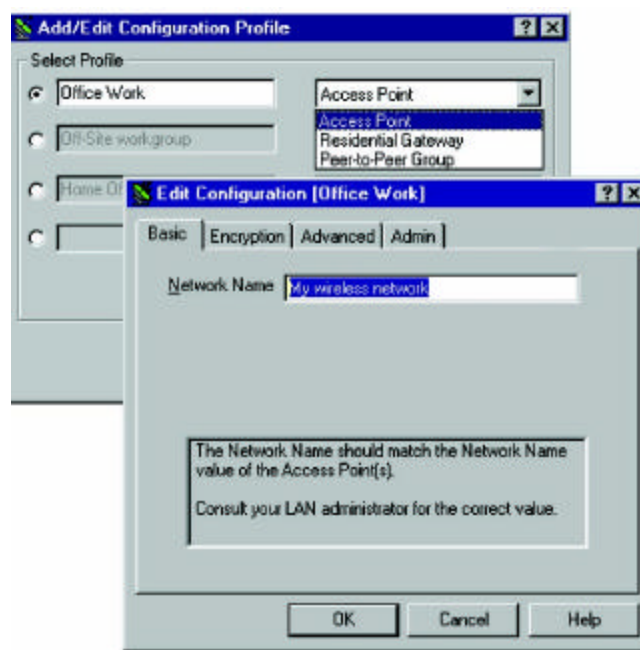 Add/Edit Configuration Profile
Select Profile
Office Work
Access Point
Access Point
Residential Gateway
Peer-to-Peer Group
Off-Site workgroup
Home Of
Edit Configuration [Office Work]
Basic Encryption Advanced Admin
Network Name My wireless network
The Network Name should match the Network Name
value of the Access Point(s).
Consult your LAN administrator for the correct value.
OK Cancel Help